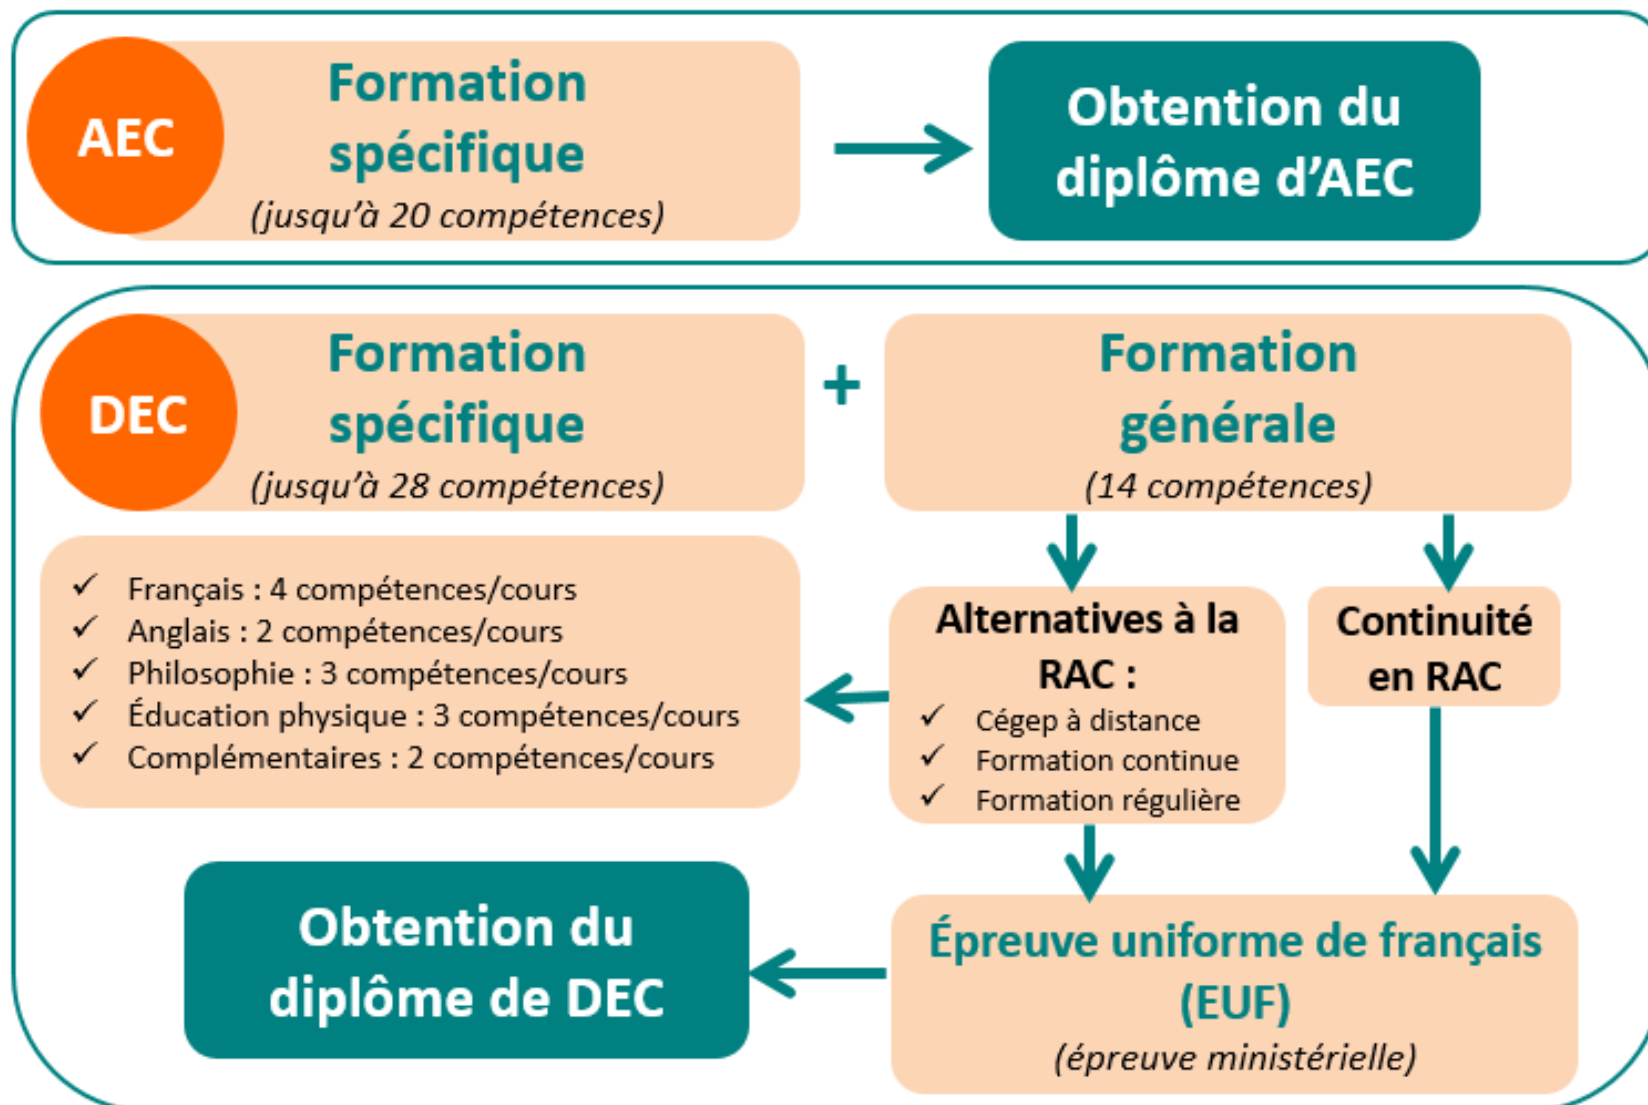 AEC
Formation
spécifique
(jusqu'à 20 compétences)
Obtention du
diplôme d'AEC
DEC
Formation
spécifique
(jusqu'à 28 compétences)
+
Formation
générale
(14 compétences)
✓ Français : 4 compétences/cours
✓ Anglais : 2 compétences/cours
✓ Philosophie : 3 compétences/cours
✓ Éducation physique : 3 compétences/cours
✓ Complémentaires : 2 compétences/cours
Alternatives à la
RAC :
✓ Cégep à distance
✓ Formation continue
✓ Formation régulière
Continuité
en RAC
Obtention du
diplôme de DEC
Épreuve uniforme de français
(EUF)
(épreuve ministérielle)